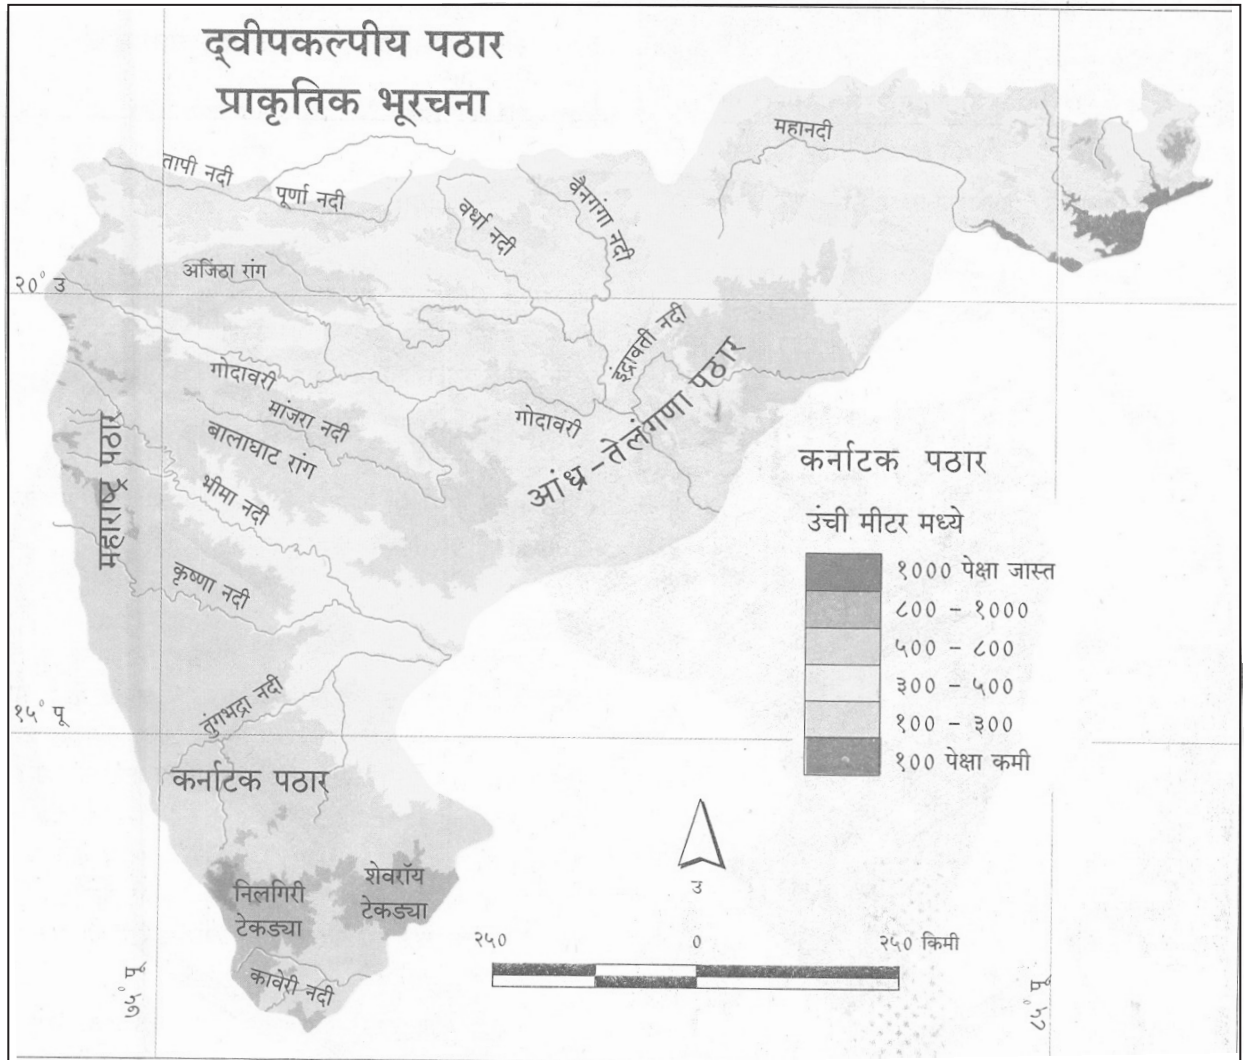 द्वीपकल्पीय पठार
प्राकृतिक भूरचना
महानदी
तापी नदी
पूर्णा नदी
वर्धा नदी
वैनगंगा नदी
अजिंठा रांग
२०° उ
इंद्रावती नदी
गोदावरी
मांजरा नदी
गोदावरी
बालाघाट रांग
आंध्र – तेलंगणा पठार
महाराष्ट्र पठार
भीमा नदी
कृष्णा नदी
कर्नाटक पठार
उंची मीटर मध्ये
१००० पेक्षा जास्त
८०० – १०००
५०० – ८००
३०० – ५००
१०० – ३००
१०० पेक्षा कमी
तुंगभद्रा नदी
१५° पू
कर्नाटक पठार
निलगिरी
टेकड्या
शेवरॉय
टेकड्या
कावेरी नदी
उ
२५० ० २५० किमी
७५° पू
८५° पू